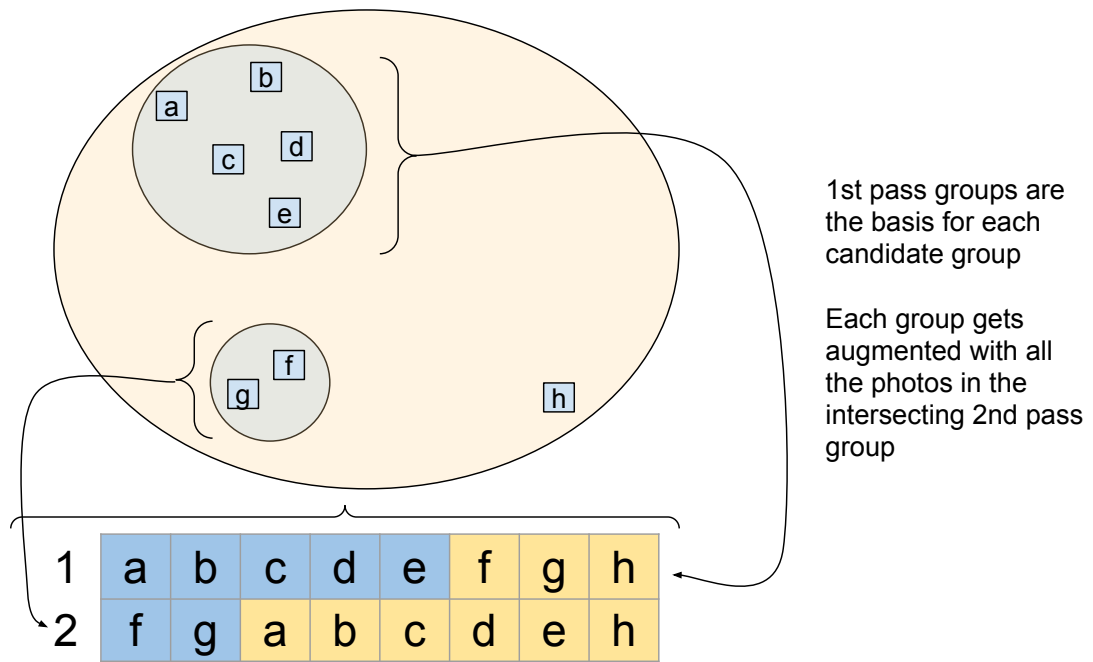 b
a
d
c
e
1st pass groups are
the basis for each
candidate group
Each group gets
augmented with all
the photos in the
intersecting 2nd pass
group
f
g
h
1 a b c d e f g h
2 f g a b c d e h